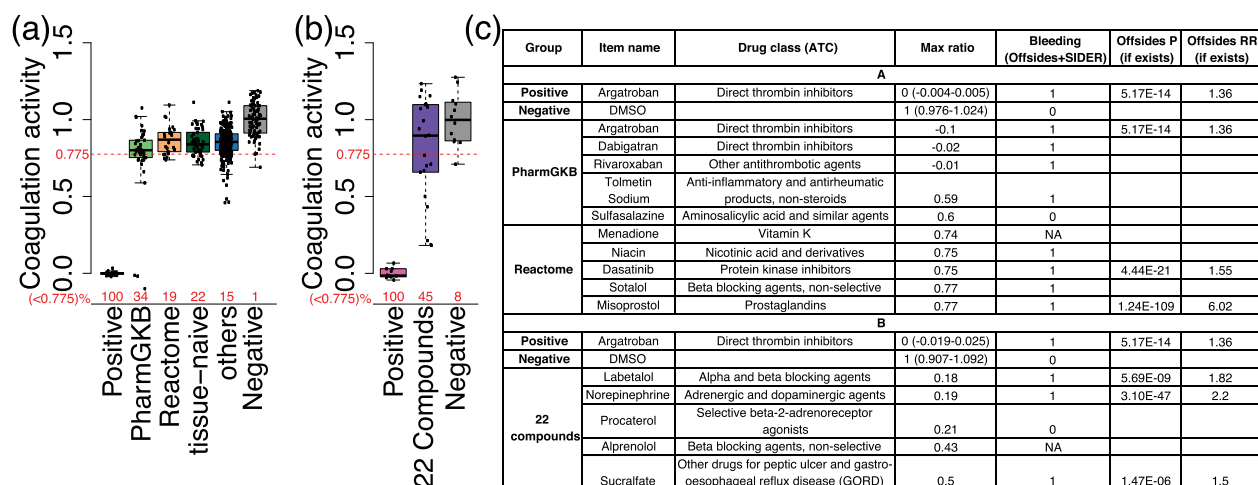 (a)
Coagulation activity
1.5
1.0
0.775
0.5
0.0
(<0.775)%
100 34 19 22 15 1
Positive
PharmGKB
Reactome
tissue−naive
others
Negative
(b)
Coagulation activity
1.5
1.0
0.775
0.5
0.0
(<0.775)%
100 45 8
Positive
22 Compounds
Negative
(c)
Group Item name Drug class (ATC) Max ratio Bleeding (Offsides+SIDER) Offsides P (if exists) Offsides RR (if exists)
A
Positive Argatroban Direct thrombin inhibitors 0 (-0.004-0.005) 1 5.17E-14 1.36
Negative DMSO 1 (0.976-1.024) 0
PharmGKB
Argatroban Direct thrombin inhibitors -0.1 1 5.17E-14 1.36
Dabigatran Direct thrombin inhibitors -0.02 1
Rivaroxaban Other antithrombotic agents -0.01 1
Tolmetin Anti-inflammatory and antirheumatic
Sodium products, non-steroids 0.59 1
Sulfasalazine Aminosalicylic acid and similar agents 0.6 0
Reactome
Menadione Vitamin K 0.74 NA
Niacin Nicotinic acid and derivatives 0.75 1
Dasatinib Protein kinase inhibitors 0.75 1 4.44E-21 1.55
Sotalol Beta blocking agents, non-selective 0.77 1
Misoprostol Prostaglandins 0.77 1 1.24E-109 6.02
B
Positive Argatroban Direct thrombin inhibitors 0 (-0.019-0.025) 1 5.17E-14 1.36
Negative DMSO 1 (0.907-1.092) 0
22
compounds
Labetalol Alpha and beta blocking agents 0.18 1 5.69E-09 1.82
Norepinephrine Adrenergic and dopaminergic agents 0.19 1 3.10E-47 2.2
Selective beta-2-adrenoreceptor
Procaterol agonists 0.21 0
Alprenolol Beta blocking agents, non-selective 0.43 NA
Other drugs for peptic ulcer and gastro-
Sucralfate oesophageal reflux disease (GORD) 0.5 1 1.47E-06 1.5